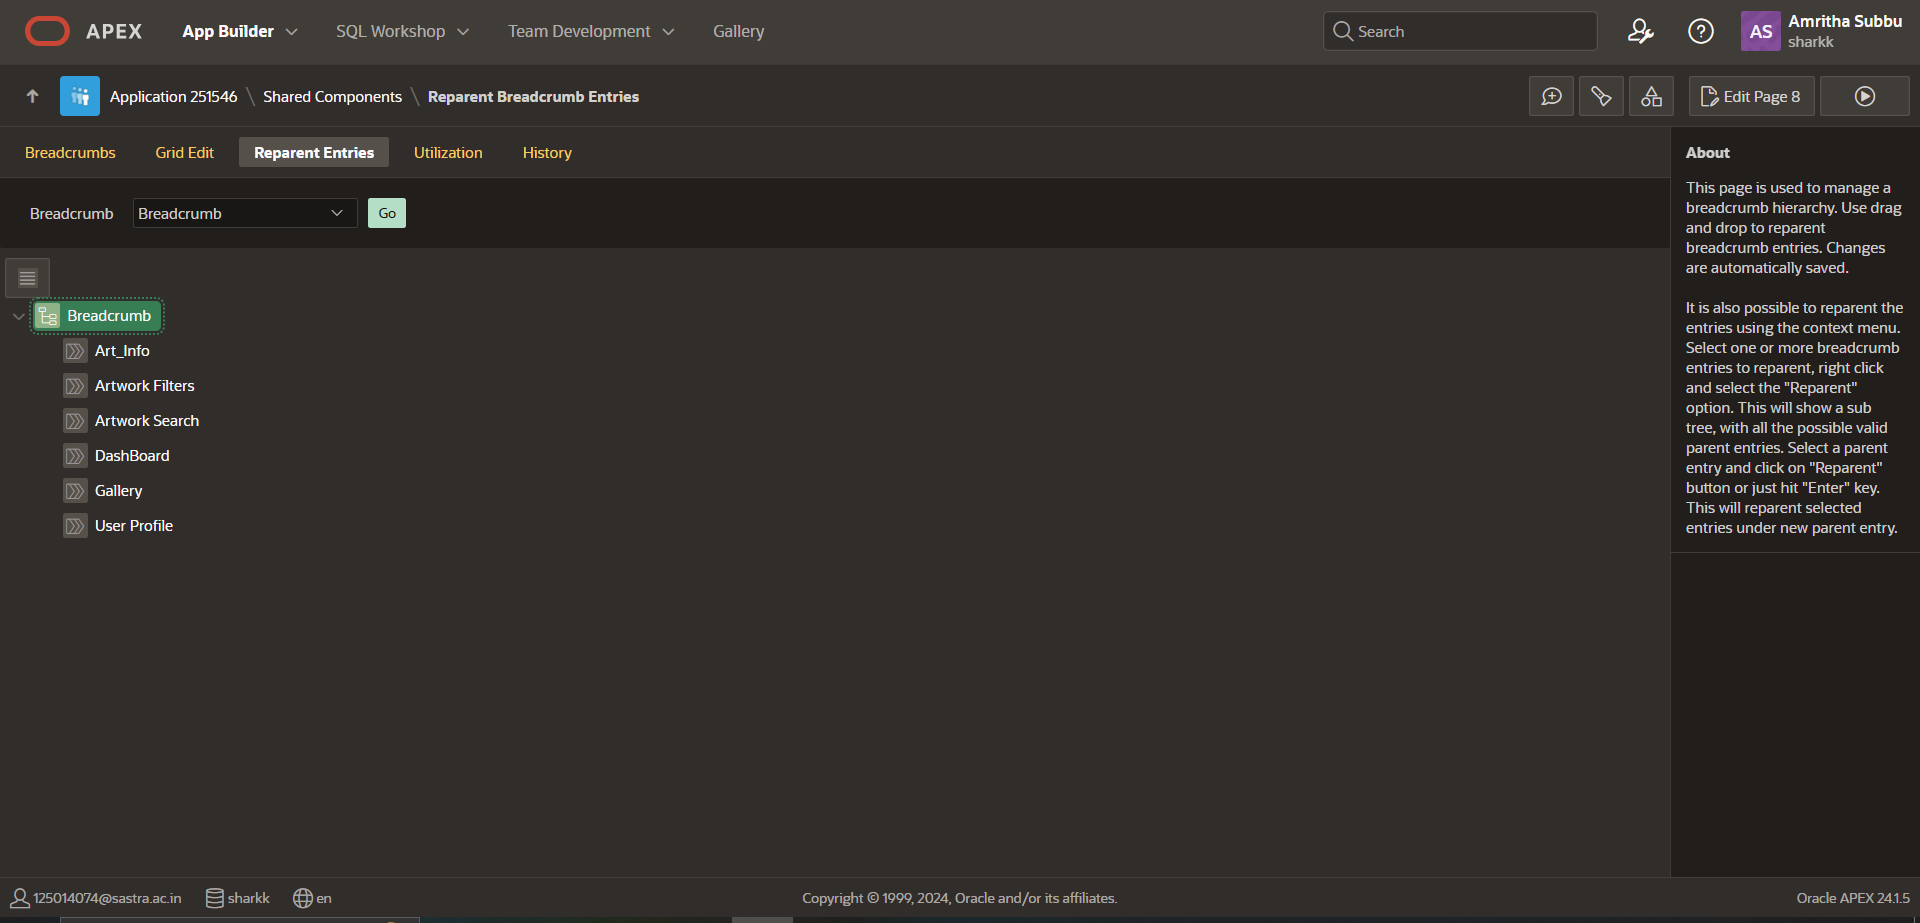 APEX
App Builder
SQL Workshop
Team Development
Gallery
Search
AS
Amritha Subbu
sharkk
Application 251546 \ Shared Components \ Reparent Breadcrumb Entries
Edit Page 8
Breadcrumbs
Grid Edit
Reparent Entries
Utilization
History
Breadcrumb
Breadcrumb
Go
Breadcrumb
Art_Info
Artwork Filters
Artwork Search
DashBoard
Gallery
User Profile
About
This page is used to manage a
breadcrumb hierarchy. Use drag
and drop to reparent
breadcrumb entries. Changes
are automatically saved.
It is also possible to reparent the
entries using the context menu.
Select one or more breadcrumb
entries to reparent, right click
and select the "Reparent"
option. This will show a sub
tree, with all the possible valid
parent entries. Select a parent
entry and click on "Reparent"
button or just hit "Enter" key.
This will reparent selected
entries under new parent entry.
125014074@sastra.ac.in
sharkk
en
Copyright © 1999, 2024, Oracle and/or its affiliates.
Oracle APEX 24.1.5